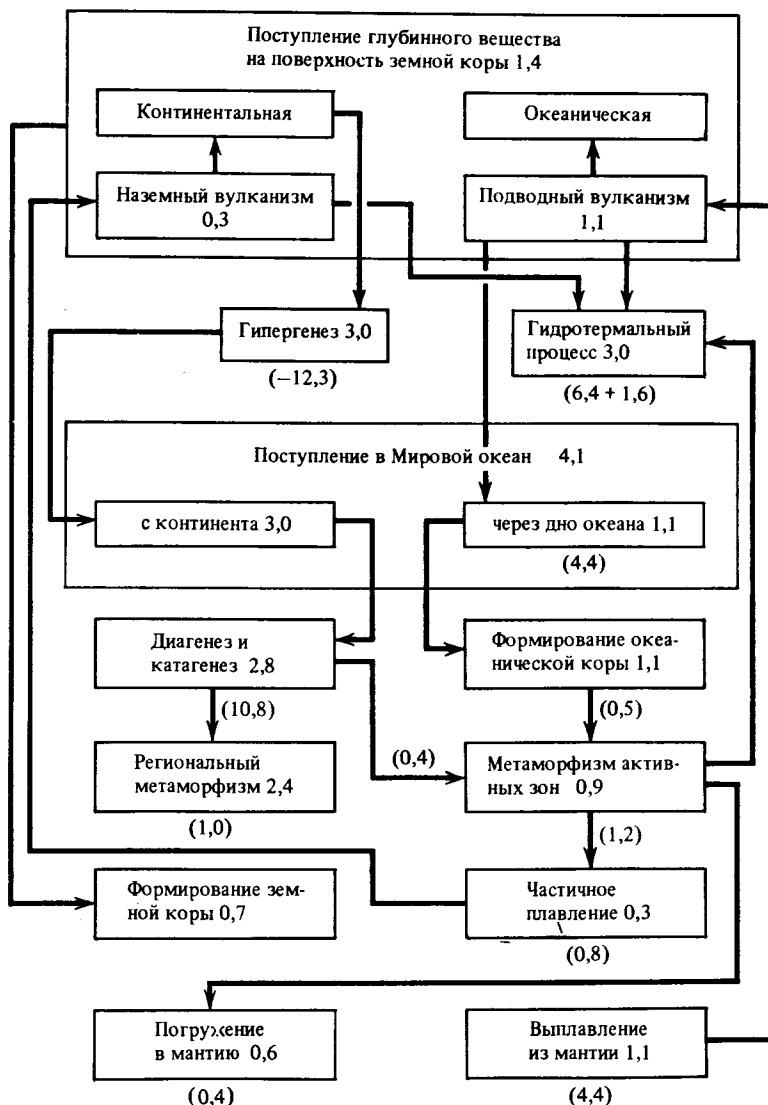 Поступление глубинного вещества
на поверхность земной коры 1,4
Континентальная
Океаническая
Наземный вулканизм
0,3
Подводный вулканизм
1,1
Гипергенез 3,0
(−12,3)
Гидротермальный
процесс 3,0
(6,4 + 1,6)
Поступление в Мировой океан 4,1
с континента 3,0
через дно океана 1,1
(4,4)
Диагенез и
катагенез 2,8
Формирование океа-
нической коры 1,1
(10,8)
(0,5)
Региональный
метаморфизм 2,4
(0,4)
Метаморфизм актив-
ных зон 0,9
(1,0)
(1,2)
Формирование зем-
ной коры 0,7
Частичное
плавление 0,3
(0,8)
Погружение
в мантию 0,6
Выплавление
из мантии 1,1
(0,4)
(4,4)